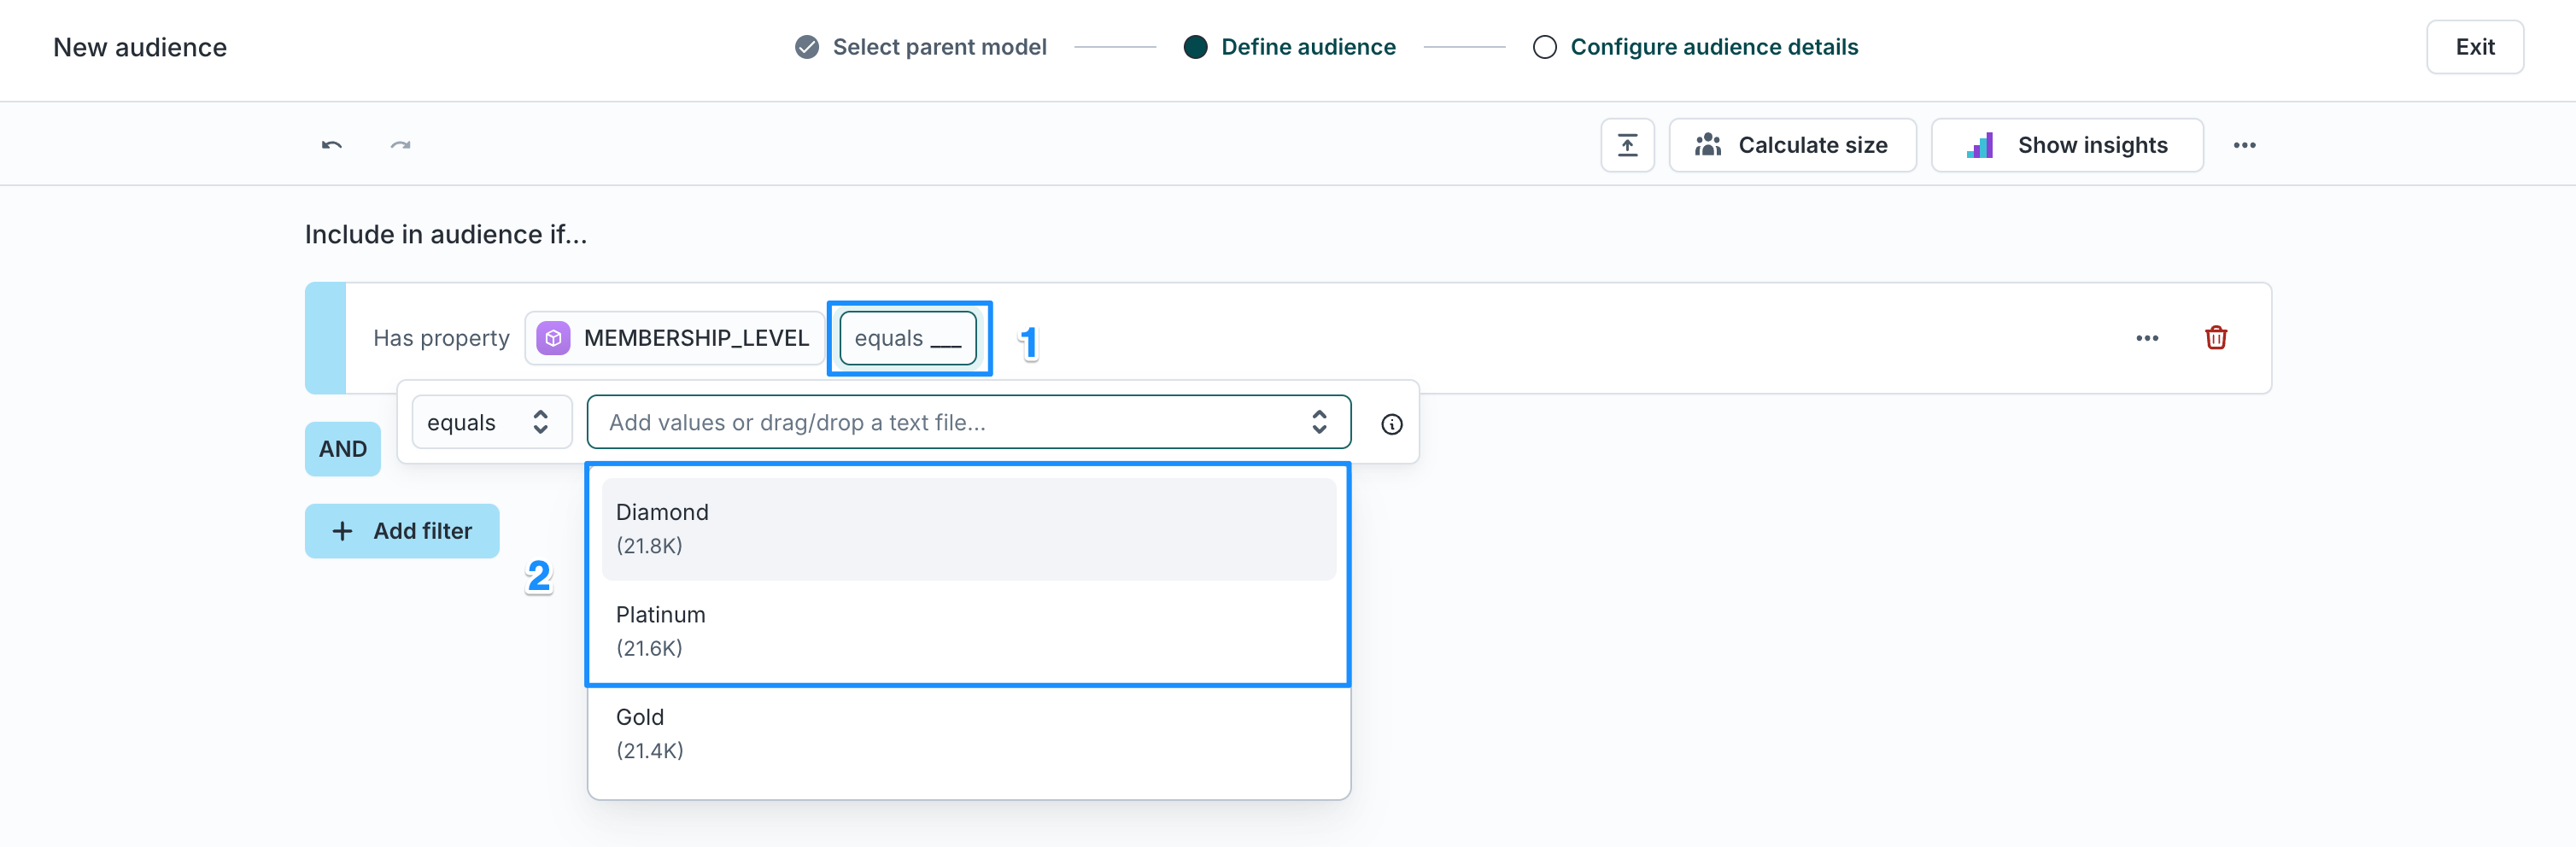 New audience
Select parent model
Define audience
Configure audience details
Exit
Calculate size
Show insights
Include in audience if...
Has property MEMBERSHIP_LEVEL equals ___ 1
equals Add values or drag/drop a text file...
AND
Add filter
2
Diamond
(21.8K)
Platinum
(21.6K)
Gold
(21.4K)